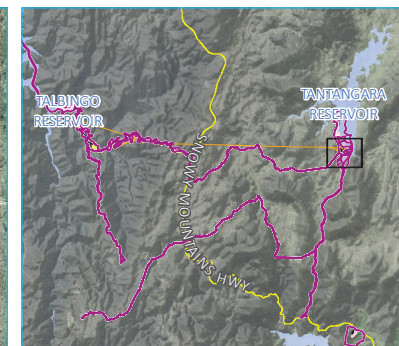 TALBINGO
RESERVOIR
TANTANGARA
RESERVOIR
SNOWY MOUNTAINS HWY